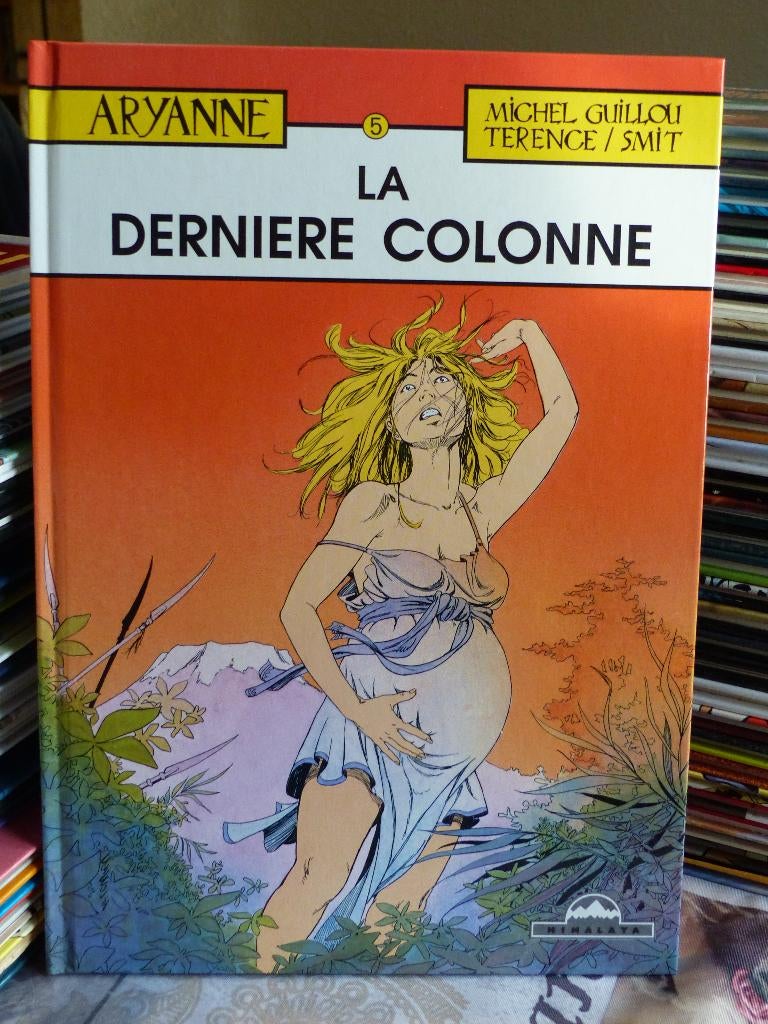 ARYANNE
5
MICHEL GUILLOU
TERENCE / SMIT
LA
DERNIERE COLONNE
HIMALAYA